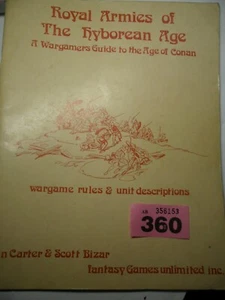 Royal Armies of
The Hyborean Age
A Wargamers Guide to the Age of Conan
wargame rules & unit descriptions
360
n Carter & Scott Bizar
Fantasy Games unlimited inc.